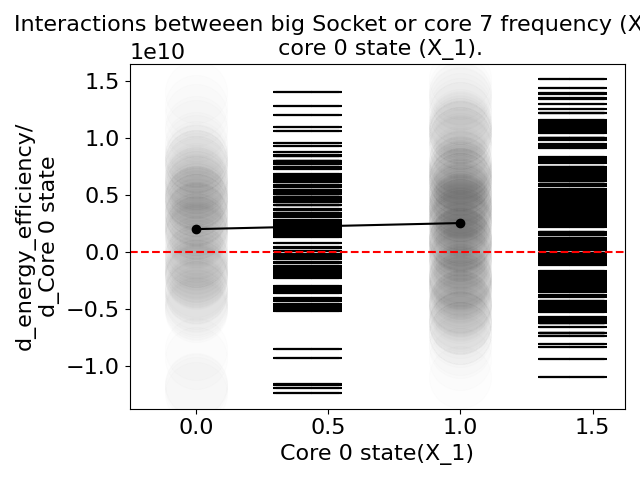 Interactions betweeen big Socket or core 7 frequency (X
core 0 state (X_1).
1e10
1.5
1.0
0.5
0.0
−0.5
−1.0
d_energy_efficiency/
d_Core 0 state
0.0
0.5
1.0
1.5
Core 0 state(X_1)